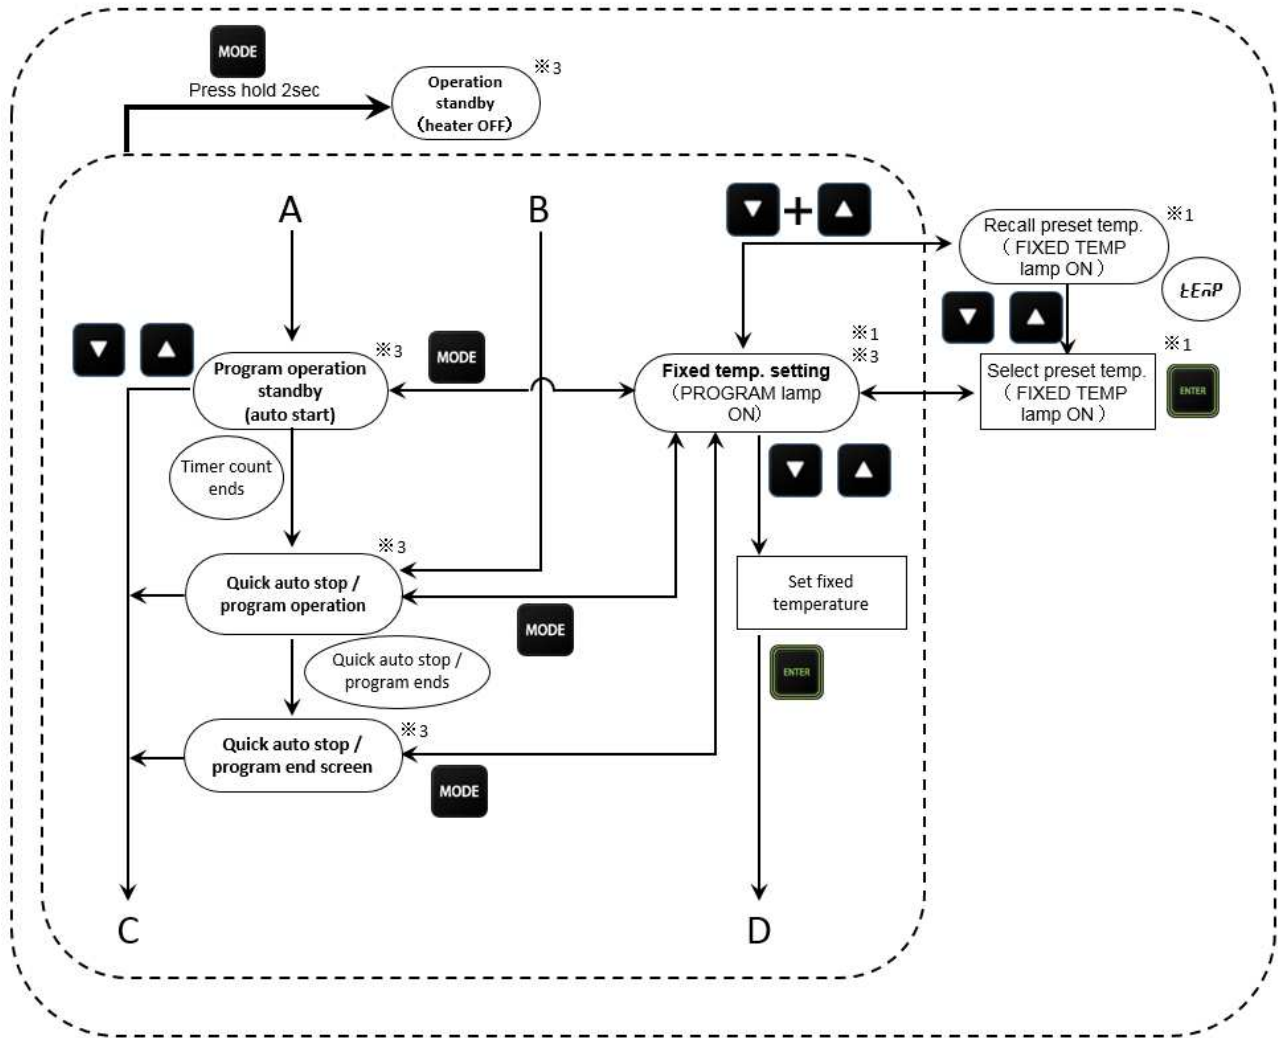 MODE
Press hold 2sec
※3
Operation
standby
(heater OFF)
A
B
▼ + ▲
Recall preset temp.
( FIXED TEMP
lamp ON )
※1
tEmP
▼ ▲
▼ ▲
※3
MODE
※1
※3
※1
Program operation
standby
(auto start)
Fixed temp. setting
(PROGRAM lamp
ON)
Select preset temp.
( FIXED TEMP
lamp ON )
ENTER
Timer count
ends
▼ ▲
※3
Quick auto stop /
program operation
Set fixed
temperature
MODE
Quick auto stop /
program ends
ENTER
※3
Quick auto stop /
program end screen
MODE
C
D